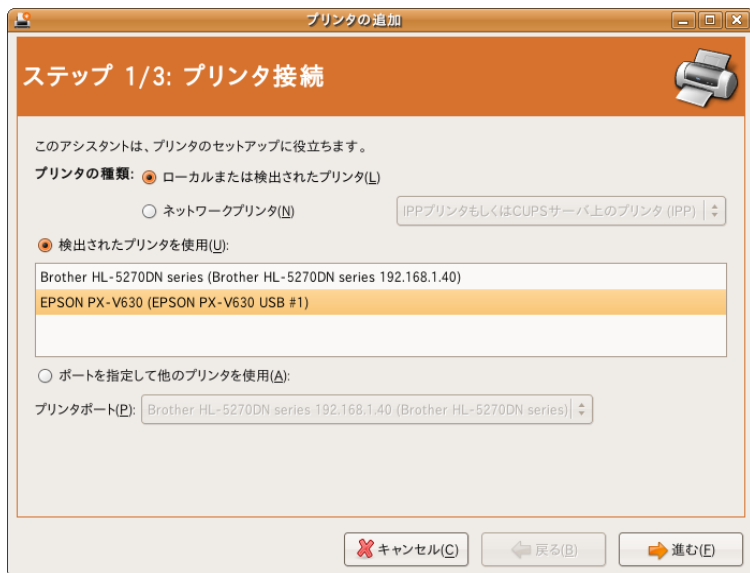 プリンタの追加
ステップ 1/3: プリンタ接続
このアシスタントは、プリンタのセットアップに役立ちます。
プリンタの種類: ローカルまたは検出されたプリンタ(L)
ネットワークプリンタ(N) IPPプリンタもしくはCUPSサーバ上のプリンタ (IPP)
検出されたプリンタを使用(U):
Brother HL-5270DN series (Brother HL-5270DN series 192.168.1.40)
EPSON PX-V630 (EPSON PX-V630 USB #1)
ポートを指定して他のプリンタを使用(A):
プリンタポート(P): Brother HL-5270DN series 192.168.1.40 (Brother HL-5270DN series)
キャンセル(C) 戻る(B) 進む(F)